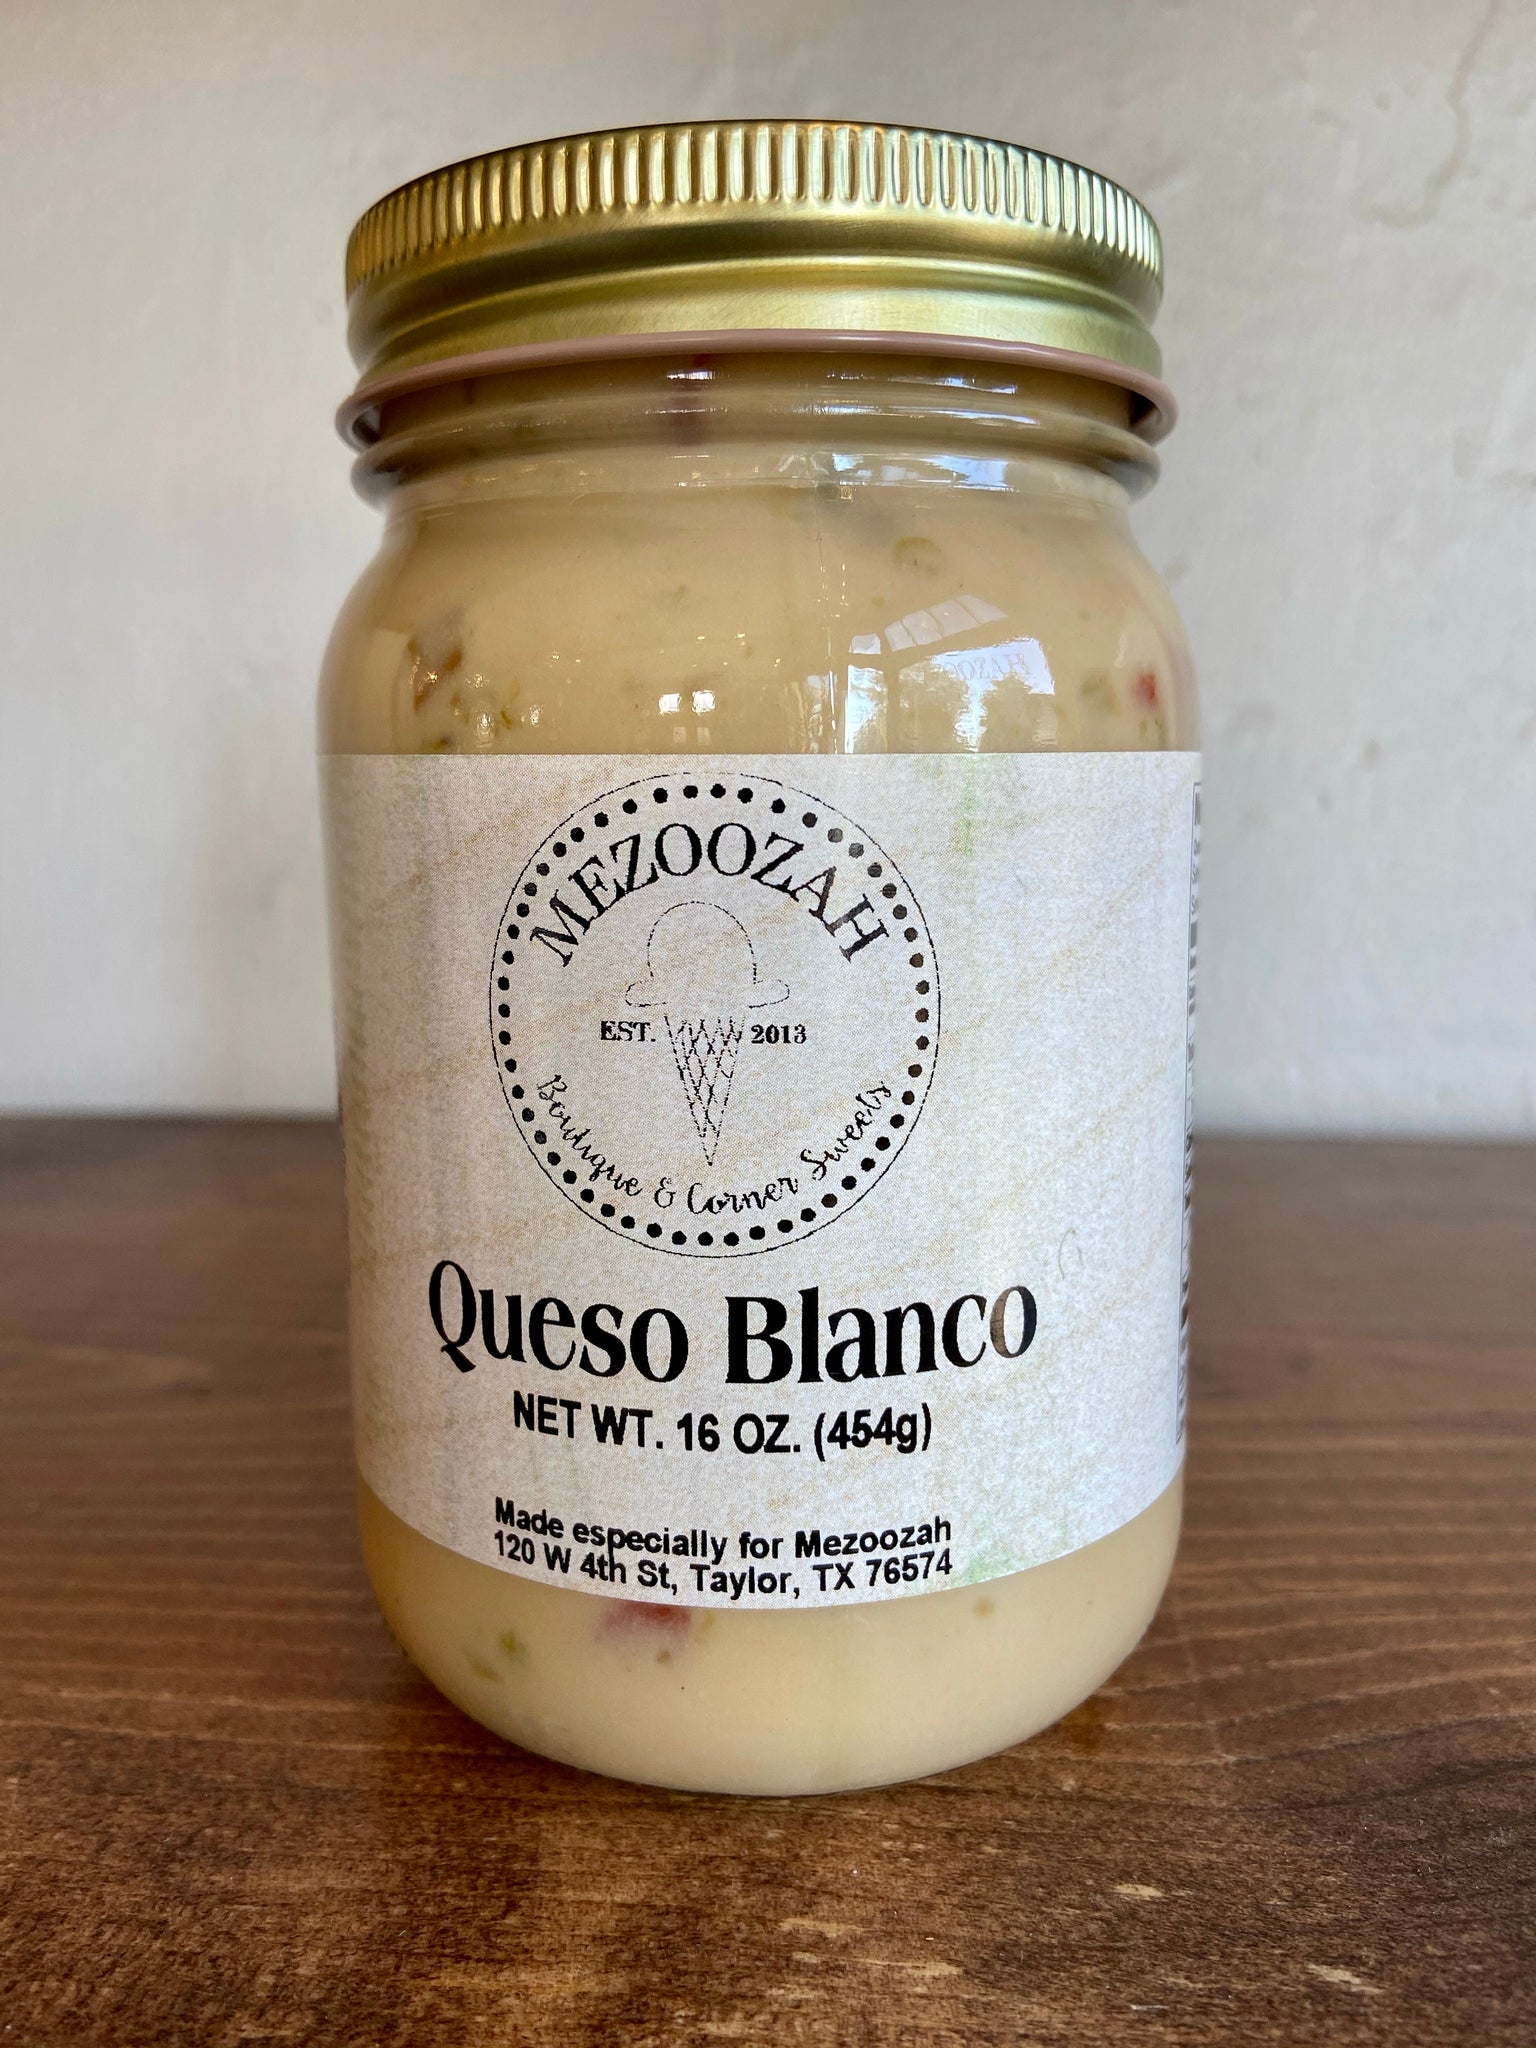 MEZOOZAH
EST. 2013
Boutique & Corner Sweets
Queso Blanco
NET WT. 16 OZ. (454g)
Made especially for Mezoozah
120 W 4th St, Taylor, TX 76574